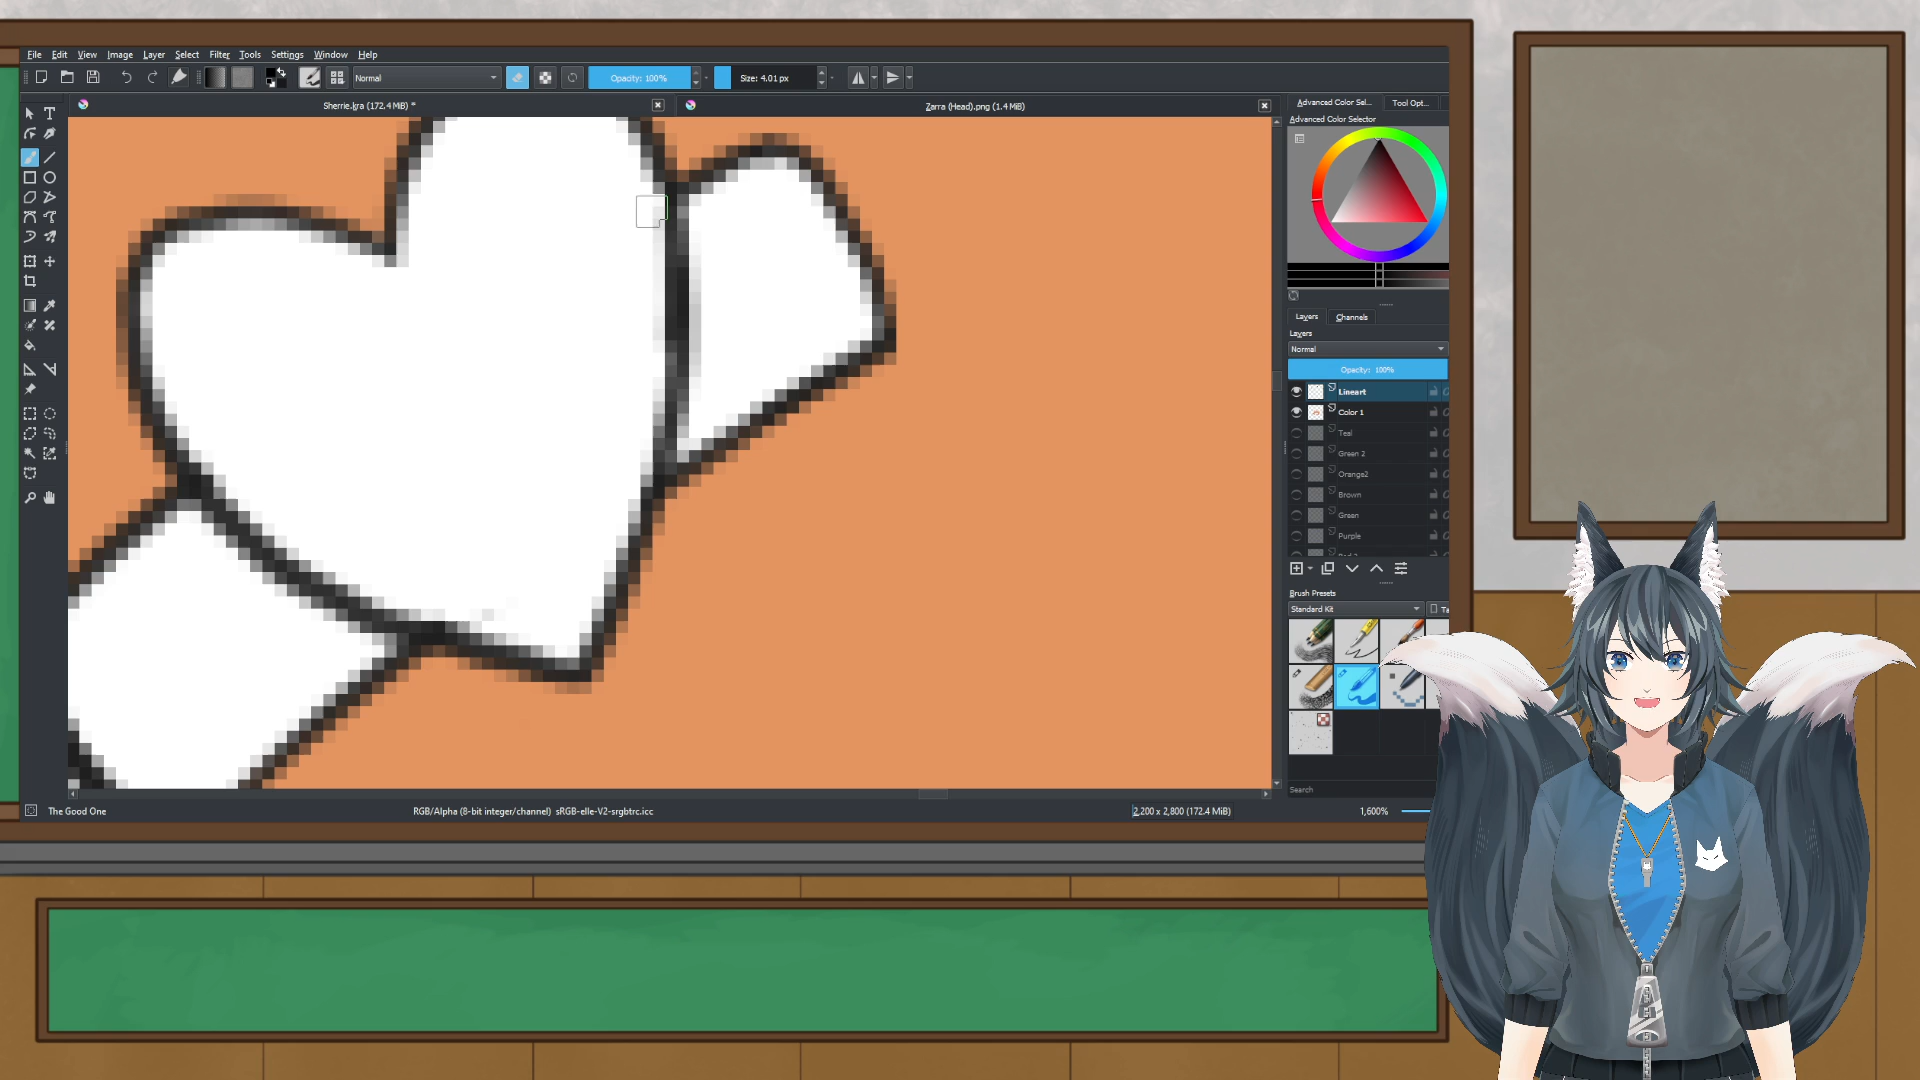 File Edit View Image Layer Select Filter Tools Settings Window Help
Normal Opacity: 100% Size: 4.01 px
Sherrie.kra (172.4 MiB) * Zarra (Head).png (1.4 MiB)
Advanced Color Sel... Tool Opt...
Advanced Color Selector
Layers Channels
Layers
Normal
Opacity: 100%
Lineart
Color 1
Teal
Green 2
Orange2
Brown
Green
Purple
Brush Presets
Standard Kit Ta
Search
The Good One RGB/Alpha (8-bit integer/channel) sRGB-elle-V2-srgbtrc.icc 2,200 x 2,800 (172.4 MiB) 1,600%